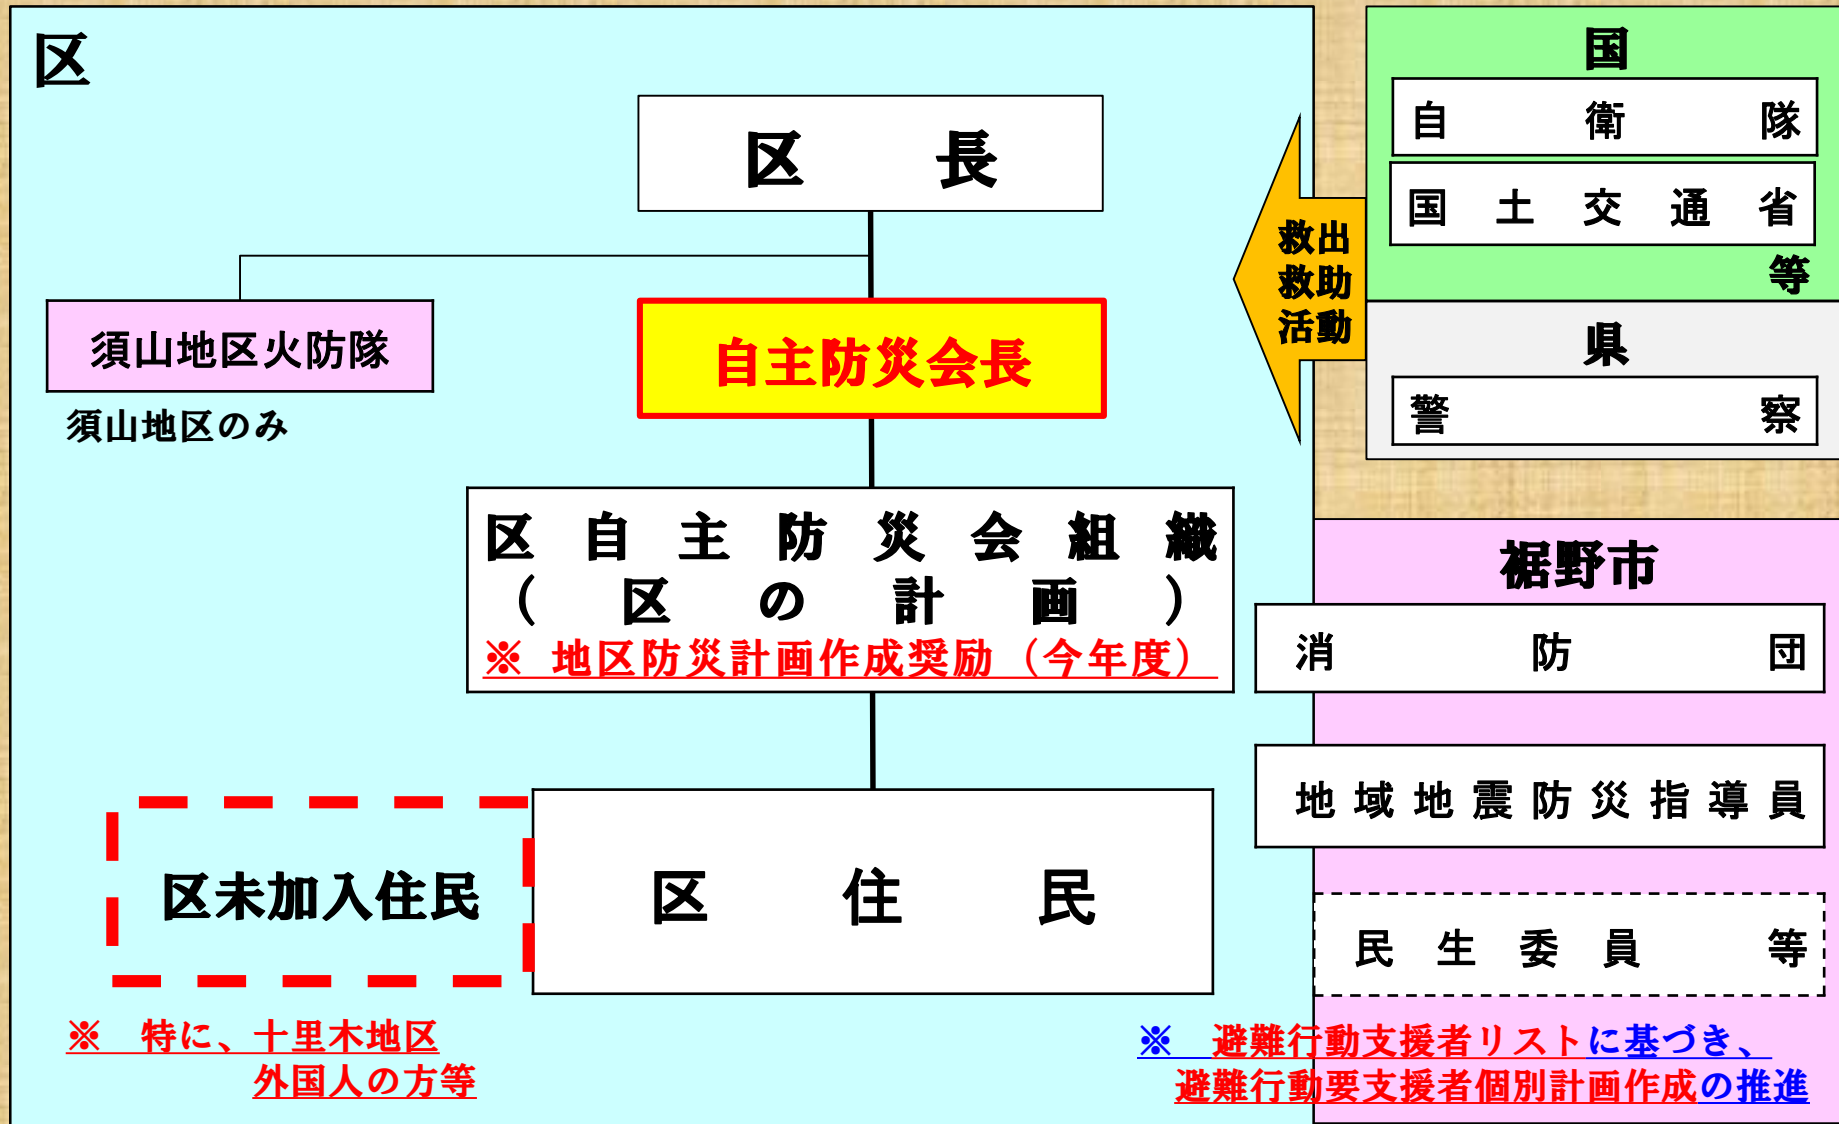 区
区長
須山地区火防隊
須山地区のみ
自主防災会長
区自主防災会組織
(区の計画)
※ 地区防災計画作成奨励（今年度）
区未加入住民
区住民
※ 特に、十里木地区
外国人の方等
救出
救助
活動
国
自衛隊
国土交通省
等
県
警察
裾野市
消防団
地域地震防災指導員
民生委員 等
※ 避難行動支援者リストに基づき、
避難行動要支援者個別計画作成の推進